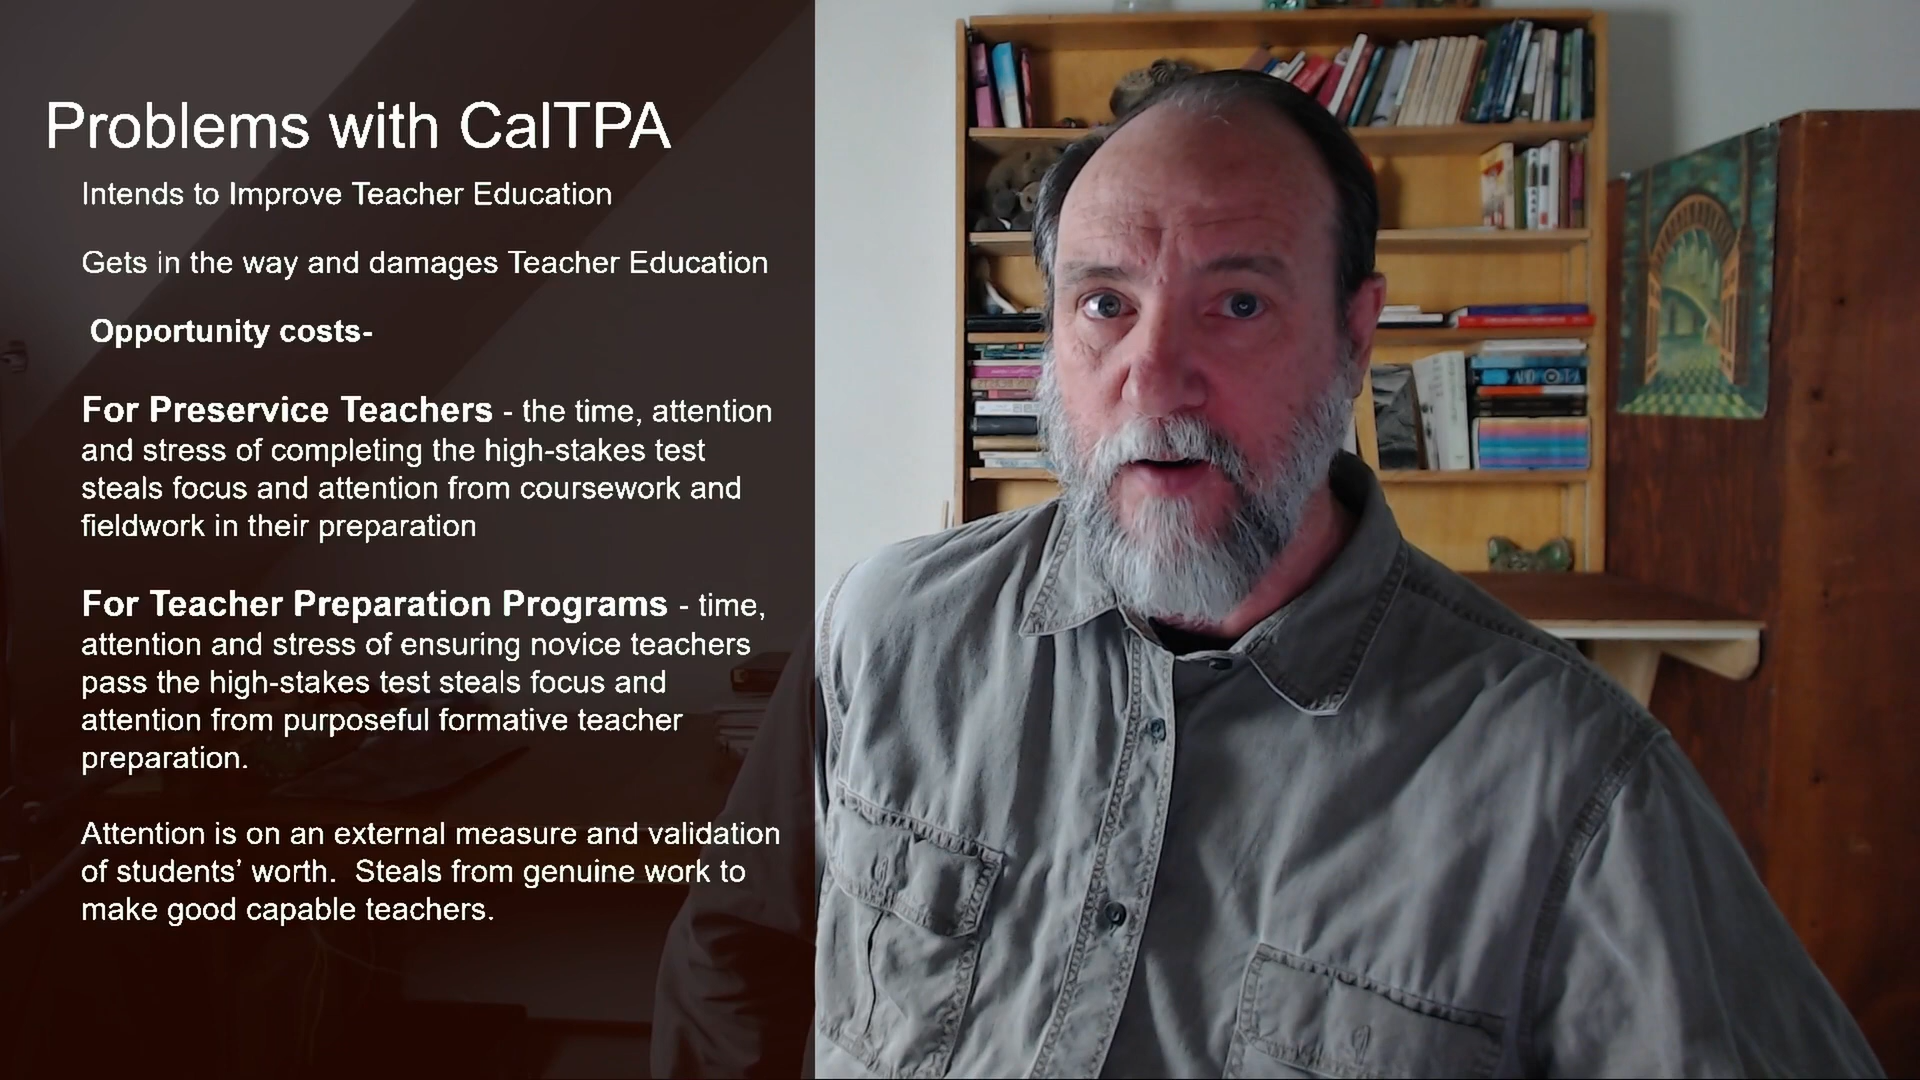 Problems with CalTPA
Intends to Improve Teacher Education
Gets in the way and damages Teacher Education
Opportunity costs-
For Preservice Teachers - the time, attention
and stress of completing the high-stakes test
steals focus and attention from coursework and
fieldwork in their preparation
For Teacher Preparation Programs - time,
attention and stress of ensuring novice teachers
pass the high-stakes test steals focus and
attention from purposeful formative teacher
preparation.
Attention is on an external measure and validation
of students’ worth.  Steals from genuine work to
make good capable teachers.